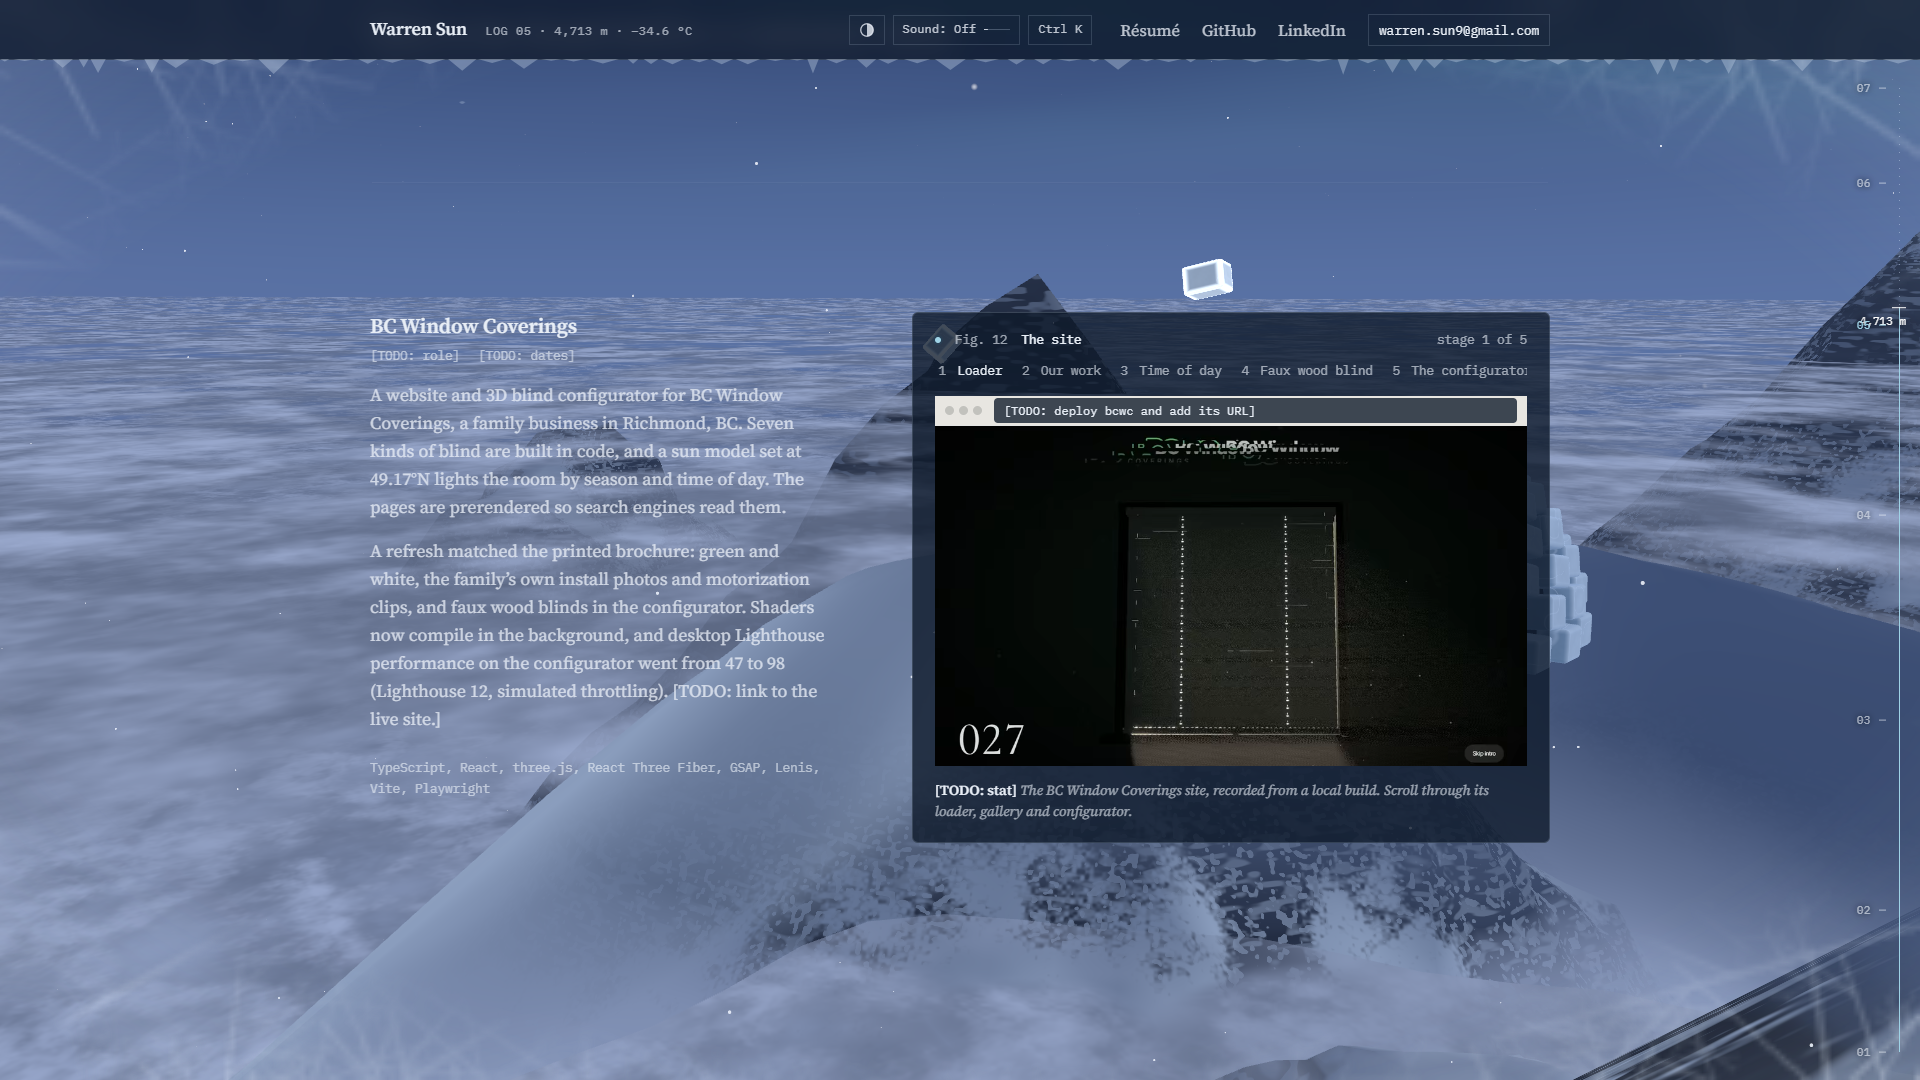 Warren Sun LOG 05 · 4,713 m · −34.6 °C Sound: Off Ctrl K Résumé GitHub LinkedIn warren.sun9@gmail.com
07
06
05
4,713 m
04
03
02
01
BC Window Coverings
[TODO: role] [TODO: dates]
A website and 3D blind configurator for BC Window
Coverings, a family business in Richmond, BC. Seven
kinds of blind are built in code, and a sun model set at
49.17°N lights the room by season and time of day. The
pages are prerendered so search engines read them.
A refresh matched the printed brochure: green and
white, the family’s own install photos and motorization
clips, and faux wood blinds in the configurator. Shaders
now compile in the background, and desktop Lighthouse
performance on the configurator went from 47 to 98
(Lighthouse 12, simulated throttling). [TODO: link to the
live site.]
TypeScript, React, three.js, React Three Fiber, GSAP, Lenis,
Vite, Playwright
Fig. 12 The site stage 1 of 5
1 Loader 2 Our work 3 Time of day 4 Faux wood blind 5 The configurator
[TODO: deploy bcwc and add its URL]
027
Skip intro
[TODO: stat] The BC Window Coverings site, recorded from a local build. Scroll through its
loader, gallery and configurator.